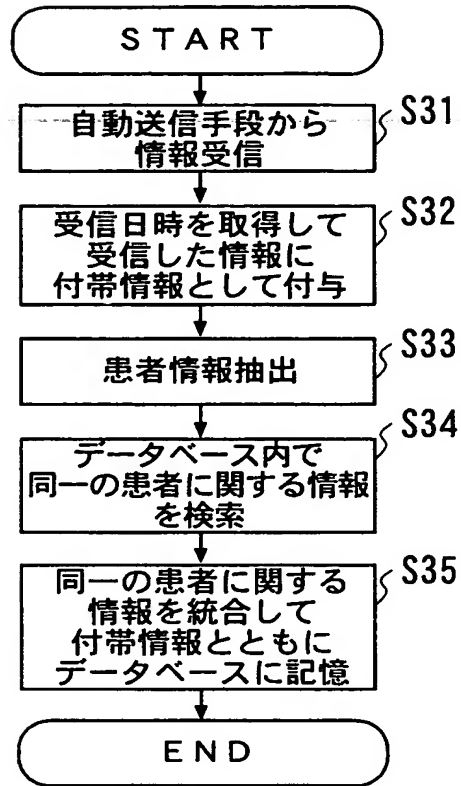 START
自動送信手段から
情報受信
S31
受信日時を取得して
受信した情報に
付帯情報として付与
S32
患者情報抽出
S33
データベース内で
同一の患者に関する情報
を検索
S34
同一の患者に関する
情報を統合して
付帯情報とともに
データベースに記憶
S35
END